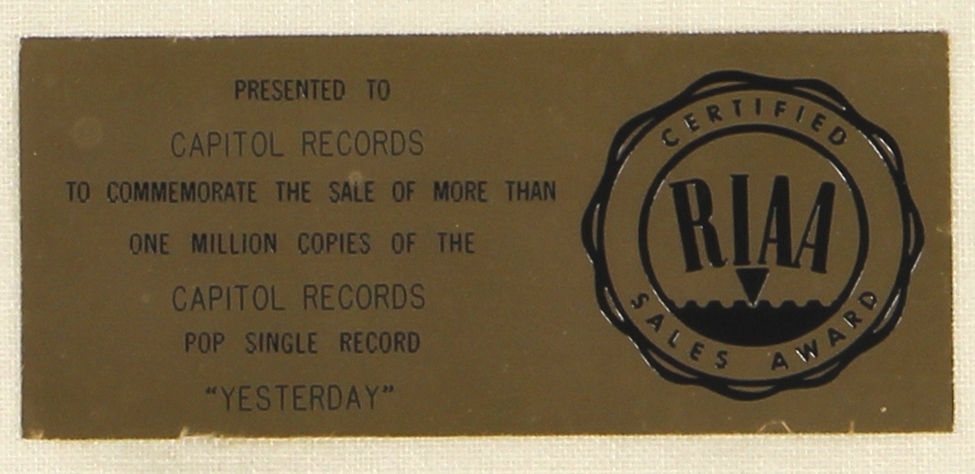 PRESENTED TO
CAPITOL RECORDS
TO COMMEMORATE THE SALE OF MORE THAN
ONE MILLION COPIES OF THE
CAPITOL RECORDS
POP SINGLE RECORD
“YESTERDAY”
CERTIFIED
RIAA
SALES AWARD